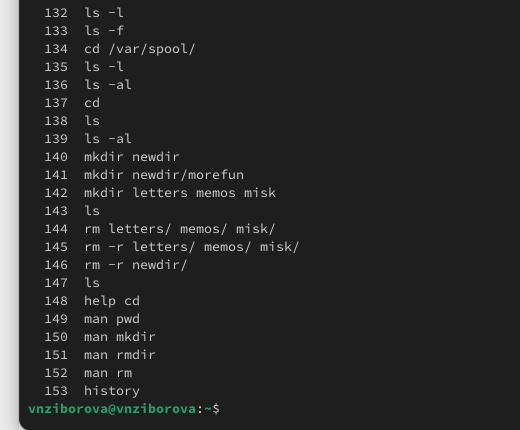 132 ls -l
133 ls -f
134 cd /var/spool/
135 ls -l
136 ls -al
137 cd
138 ls
139 ls -al
140 mkdir newdir
141 mkdir newdir/morefun
142 mkdir letters memos misk
143 ls
144 rm letters/ memos/ misk/
145 rm -r letters/ memos/ misk/
146 rm -r newdir/
147 ls
148 help cd
149 man pwd
150 man mkdir
151 man rmdir
152 man rm
153 history
vnziborova@vnziborova:~$